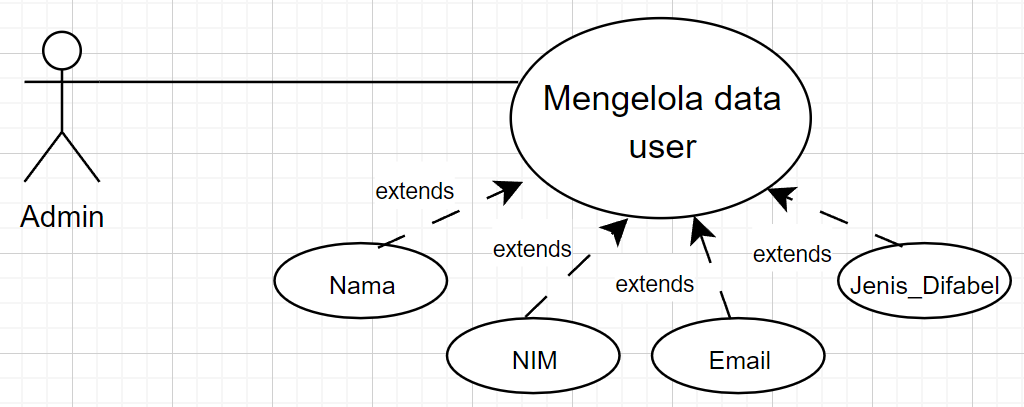 Mengelola data
user
extends
Admin
extends
extends
extends
Nama
Jenis_Difabel
NIM
Email